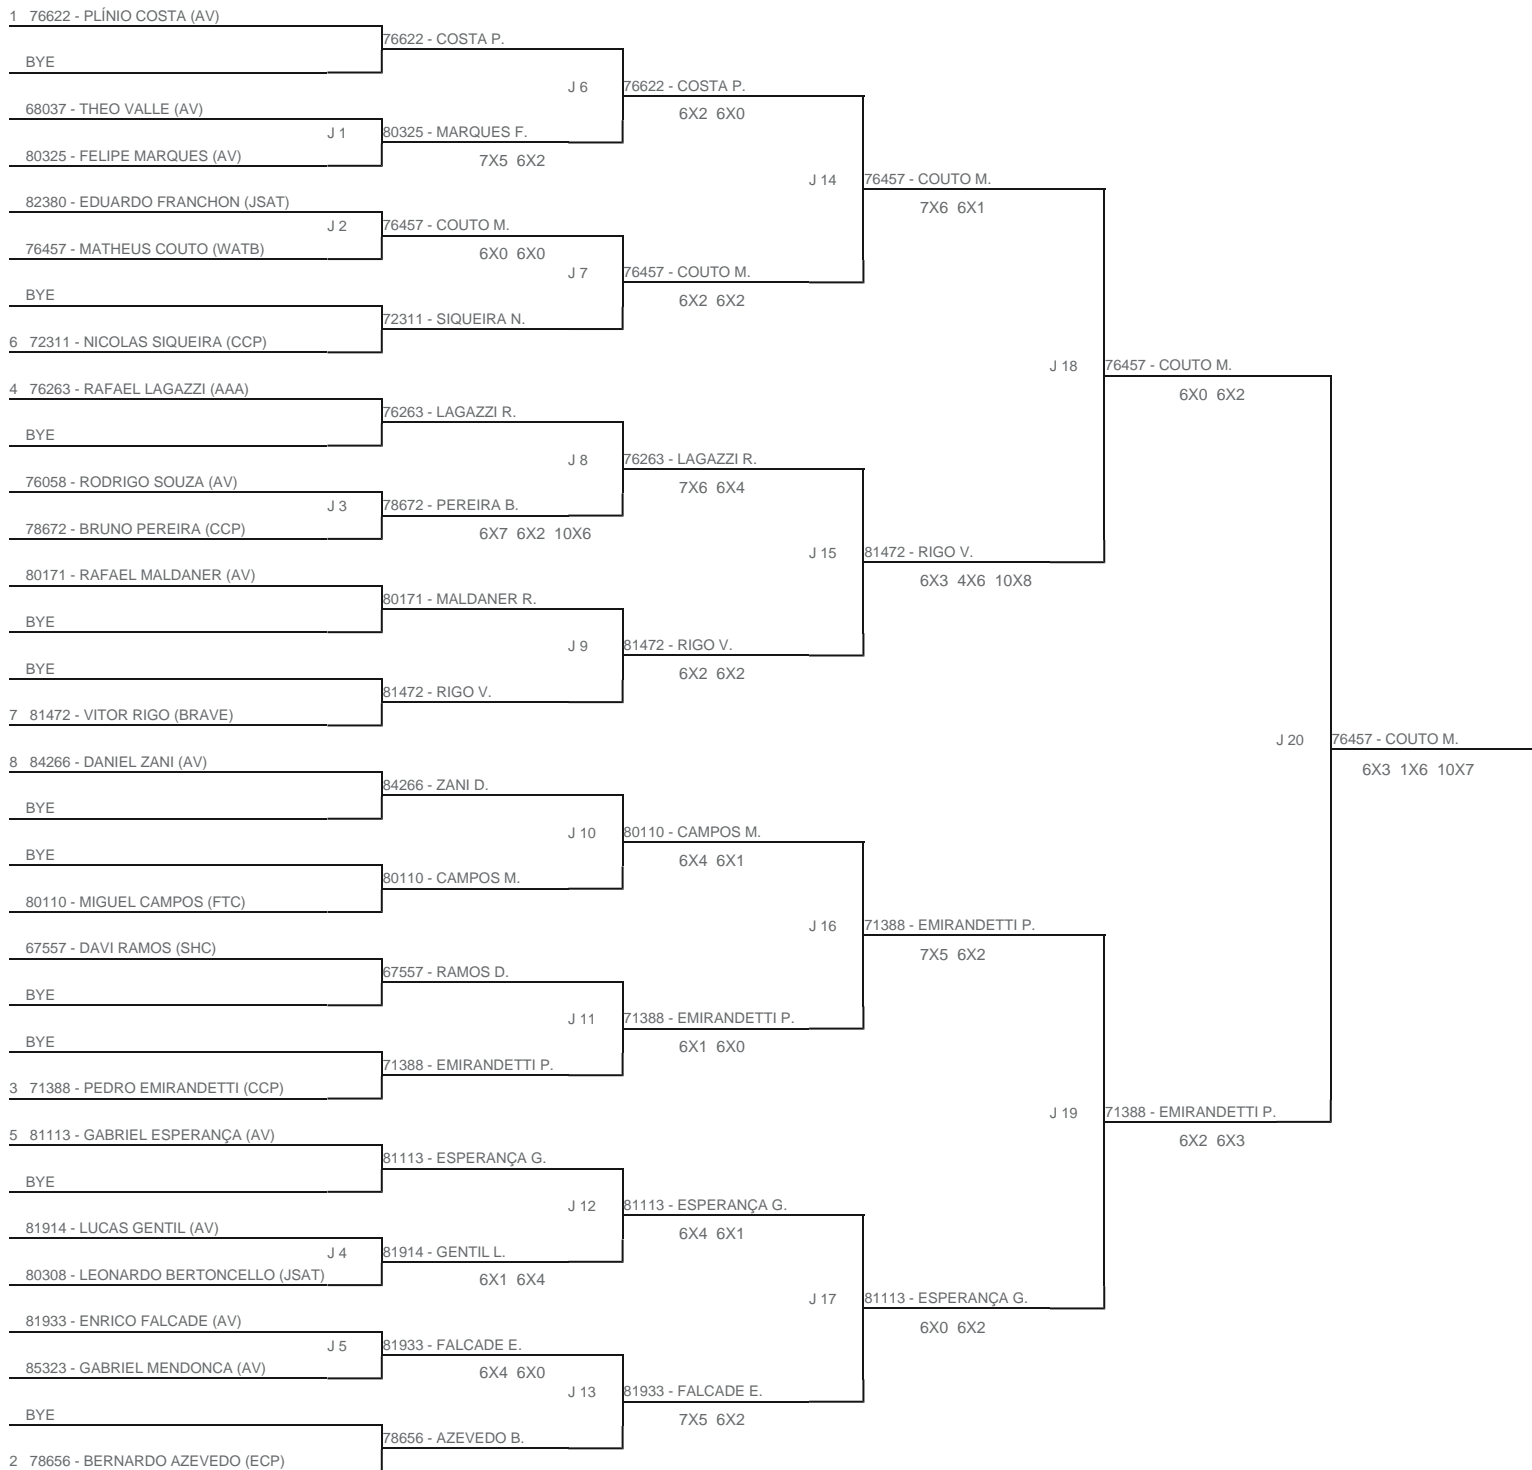 1 76622 - PLÍNIO COSTA (AV)
76622 - COSTA P.
BYE
J 6
76622 - COSTA P.
6X2 6X0
68037 - THEO VALLE (AV)
J 1
80325 - MARQUES F.
7X5 6X2
80325 - FELIPE MARQUES (AV)
J 14
76457 - COUTO M.
7X6 6X1
82380 - EDUARDO FRANCHON (JSAT)
J 2
76457 - COUTO M.
6X0 6X0
76457 - MATHEUS COUTO (WATB)
J 7
76457 - COUTO M.
6X2 6X2
BYE
72311 - SIQUEIRA N.
6 72311 - NICOLAS SIQUEIRA (CCP)
J 18
76457 - COUTO M.
6X0 6X2
4 76263 - RAFAEL LAGAZZI (AAA)
76263 - LAGAZZI R.
BYE
J 8
76263 - LAGAZZI R.
7X6 6X4
76058 - RODRIGO SOUZA (AV)
J 3
78672 - PEREIRA B.
6X7 6X2 10X6
78672 - BRUNO PEREIRA (CCP)
J 15
81472 - RIGO V.
6X3 4X6 10X8
80171 - RAFAEL MALDANER (AV)
80171 - MALDANER R.
BYE
J 9
81472 - RIGO V.
6X2 6X2
BYE
81472 - RIGO V.
7 81472 - VITOR RIGO (BRAVE)
J 20
76457 - COUTO M.
6X3 1X6 10X7
8 84266 - DANIEL ZANI (AV)
84266 - ZANI D.
BYE
J 10
80110 - CAMPOS M.
6X4 6X1
BYE
80110 - CAMPOS M.
80110 - MIGUEL CAMPOS (FTC)
J 16
71388 - EMIRANDETTI P.
7X5 6X2
67557 - DAVI RAMOS (SHC)
67557 - RAMOS D.
BYE
J 11
71388 - EMIRANDETTI P.
6X1 6X0
BYE
71388 - EMIRANDETTI P.
3 71388 - PEDRO EMIRANDETTI (CCP)
J 19
71388 - EMIRANDETTI P.
6X2 6X3
5 81113 - GABRIEL ESPERANÇA (AV)
81113 - ESPERANÇA G.
BYE
J 12
81113 - ESPERANÇA G.
6X4 6X1
81914 - LUCAS GENTIL (AV)
J 4
81914 - GENTIL L.
6X1 6X4
80308 - LEONARDO BERTONCELLO (JSAT)
J 17
81113 - ESPERANÇA G.
6X0 6X2
81933 - ENRICO FALCADE (AV)
J 5
81933 - FALCADE E.
6X4 6X0
85323 - GABRIEL MENDONCA (AV)
J 13
81933 - FALCADE E.
7X5 6X2
BYE
78656 - AZEVEDO B.
2 78656 - BERNARDO AZEVEDO (ECP)